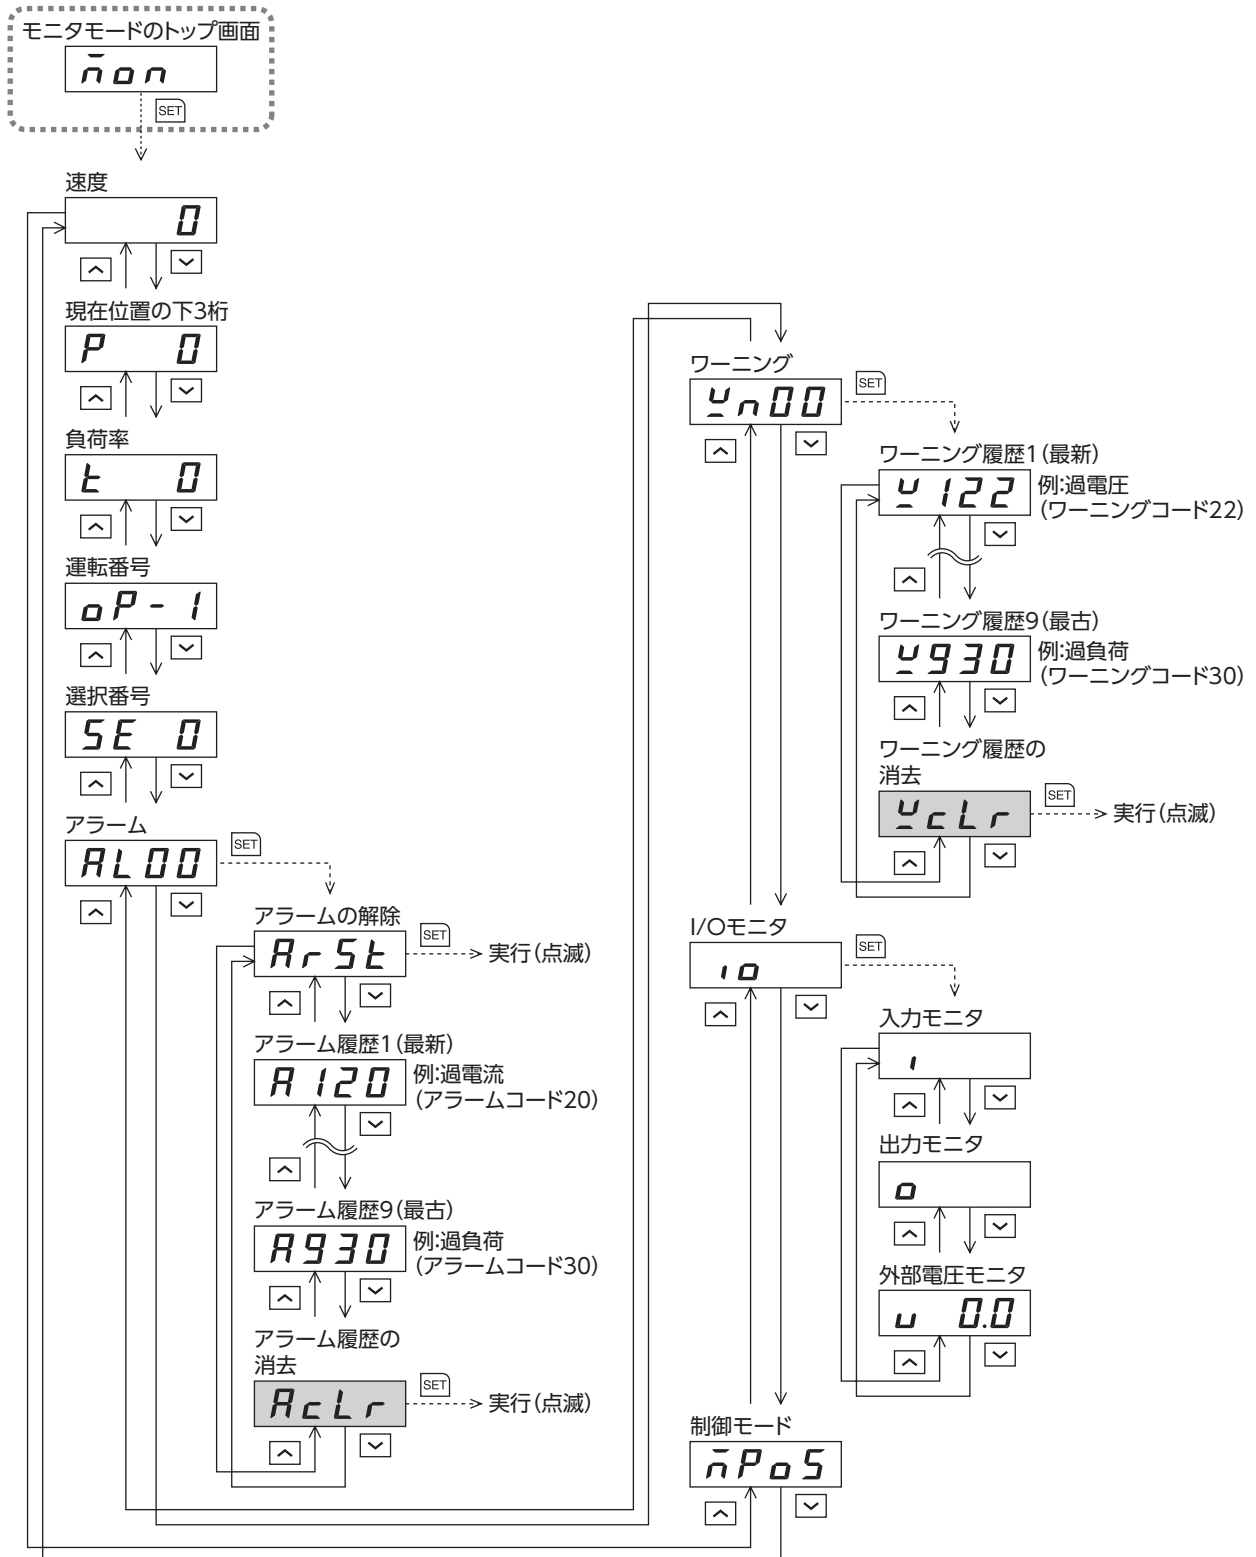 モニタモードのトップ画面
mon
SET
速度
0
現在位置の下3桁
P 0
負荷率
t 0
運転番号
oP-1
選択番号
SE 0
アラーム
AL00
SET
アラームの解除
ArSt
SET
実行(点滅)
アラーム履歴1(最新)
A120
例:過電流
(アラームコード20)
アラーム履歴9(最古)
A930
例:過負荷
(アラームコード30)
アラーム履歴の
消去
AcLr
SET
実行(点滅)
ワーニング
Wn00
SET
ワーニング履歴1(最新)
W122
例:過電圧
(ワーニングコード22)
ワーニング履歴9(最古)
W930
例:過負荷
(ワーニングコード30)
ワーニング履歴の
消去
WcLr
SET
実行(点滅)
I/Oモニタ
io
SET
入力モニタ
i
出力モニタ
o
外部電圧モニタ
u 0.0
制御モード
mPoS